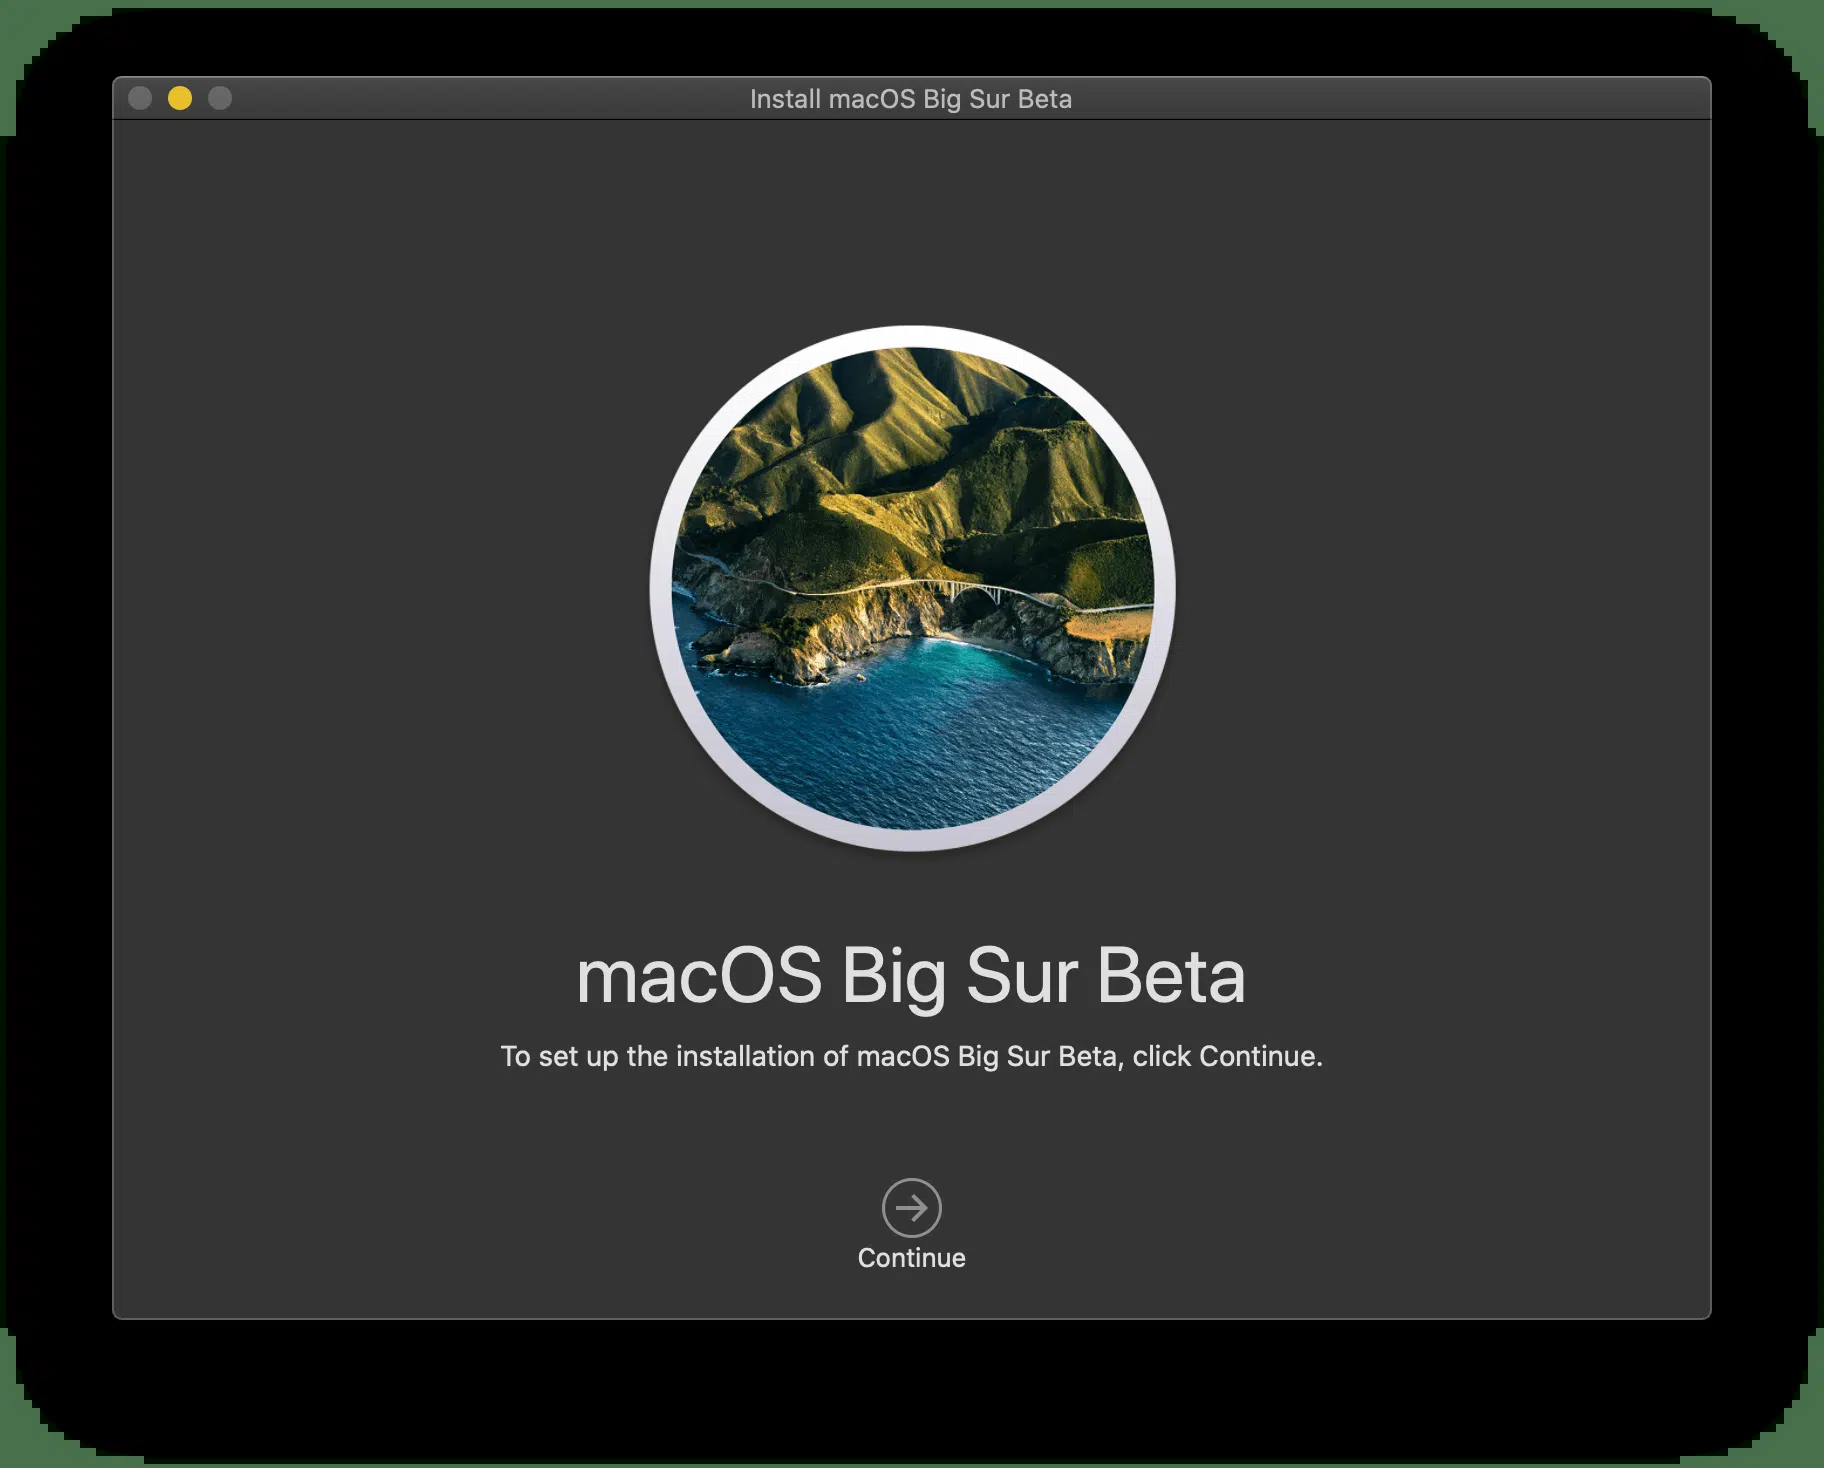 Install macOS Big Sur Beta
macOS Big Sur Beta
To set up the installation of macOS Big Sur Beta, click Continue.
Continue